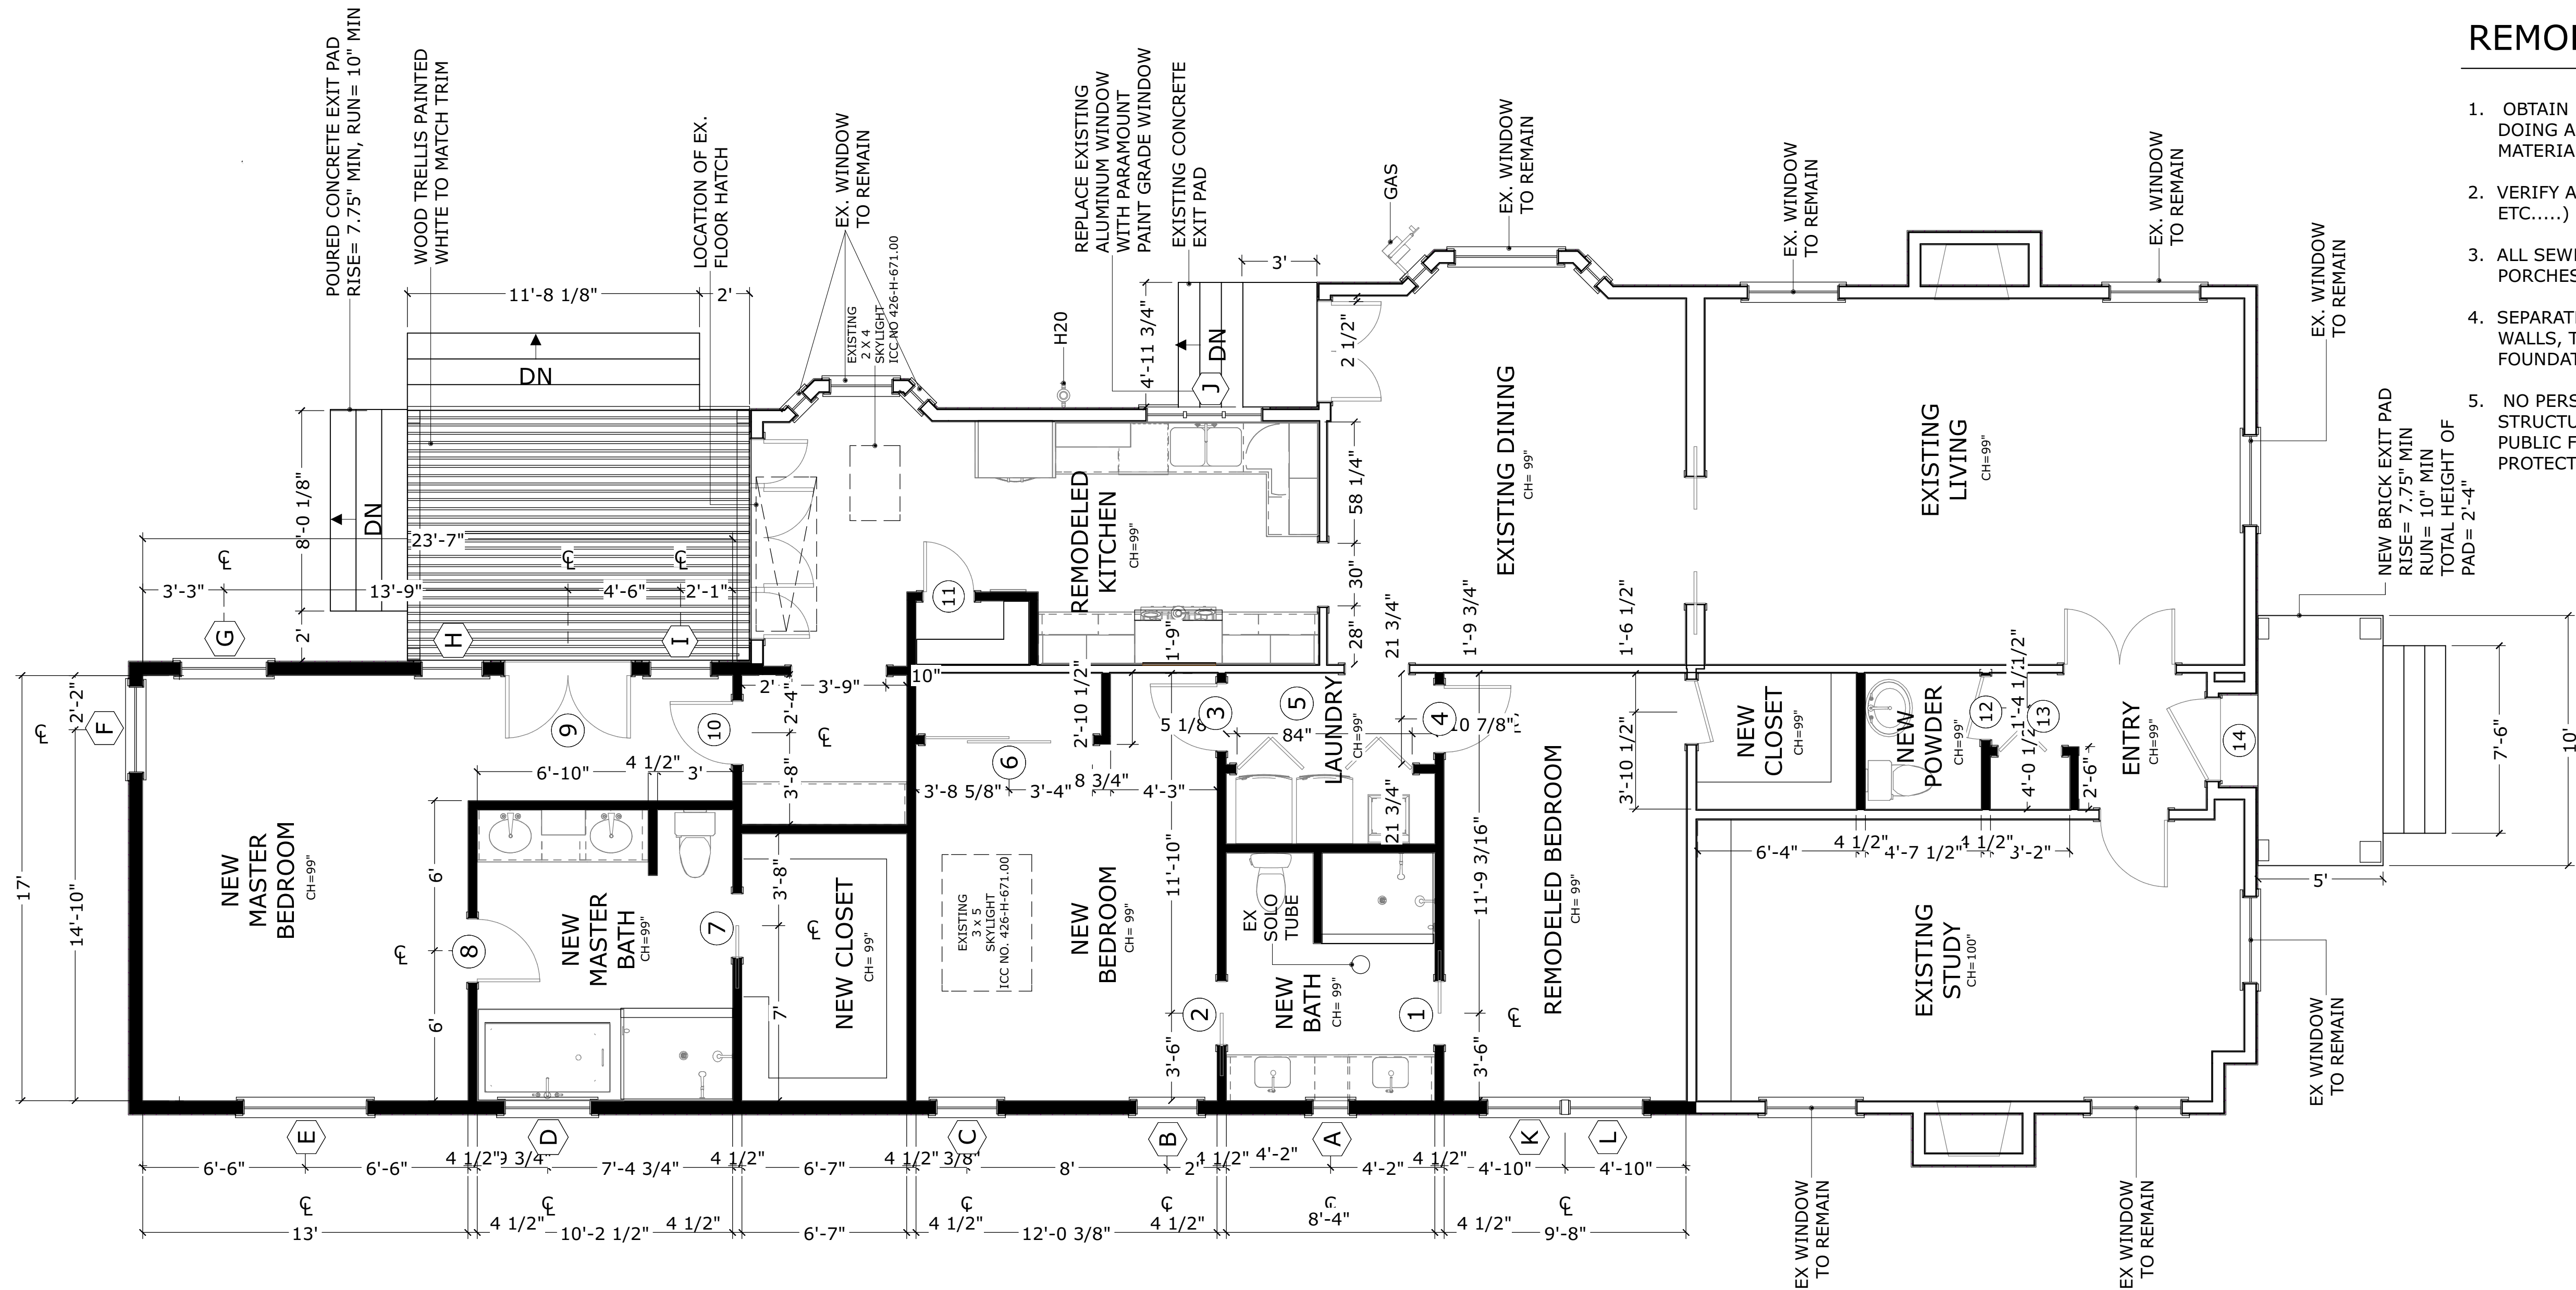 REMO
1. OBTAIN
DOING A
MATERIA
2. VERIFY A
ETC.....)
3. ALL SEW
PORCHES
4. SEPARAT
WALLS, T
FOUNDAT
5. NO PERS
STRUCTU
PUBLIC F
PROTECT
POURED CONCRETE EXIT PAD
RISE= 7.75" MIN, RUN= 10" MIN
WOOD TRELLIS PAINTED
WHITE TO MATCH TRIM
LOCATION OF EX.
FLOOR HATCH
EX. WINDOW
TO REMAIN
EXISTING
2 X 4
SKYLIGHT
ICC NO 426-H-671.00
REPLACE EXISTING
ALUMINUM WINDOW
WITH PARAMOUNT
PAINT GRADE WINDOW
EXISTING CONCRETE
EXIT PAD
H20
GAS
EX. WINDOW
TO REMAIN
EX. WINDOW
TO REMAIN
EX. WINDOW
TO REMAIN
EX. WINDOW
TO REMAIN
NEW BRICK EXIT PAD
RISE= 7.75" MIN
RUN= 10" MIN
TOTAL HEIGHT OF
PAD= 2'-4"
11'-8 1/8"
2'
3'
4'-11 3/4"
2 1/2"
DN
DN
DN
J
8'-0 1/8"
2'
23'-7"
3'-3"
13'-9"
4'-6"
2'-1"
G
H
I
REMODELED
KITCHEN
CH=99"
58 1/4"
30"
28"
21 3/4"
1'-9 3/4"
1'-6 1/2"
1'-9"
11
EXISTING DINING
CH= 99"
EXISTING
LIVING
CH=99"
17'
2'-2"
14'-10"
F
9
10
2'
3'-9"
10"
2'-4"
3'-8"
6'-10"
4 1/2"
3'
NEW
MASTER
BEDROOM
CH=99"
6'
6'
8
NEW
MASTER
BATH
CH=99"
7
3'-8"
7'
NEW CLOSET
CH= 99"
6
2'-10 1/2"
3'-8 5/8"
3'-4"
8 3/4"
4'-3"
EXISTING
3 x 5
SKYLIGHT
ICC NO. 426-H-671.00
NEW
BEDROOM
CH= 99"
11'-10"
3'-6"
2
3
5 1/8"
5
84"
LAUNDRY
CH=99"
21 3/4"
4
10 7/8"
EX
SOLO
TUBE
NEW
BATH
CH= 99"
1
11'-9 3/16"
3'-6"
REMODELED BEDROOM
CH= 99"
3'-10 1/2"
NEW
CLOSET
CH=99"
NEW
POWDER
CH=99"
12
13
1'-4 1/2"
4'-0 1/2"
2'-6"
ENTRY
CH=99"
14
6'-4"
4 1/2"
4'-7 1/2"
4 1/2"
3'-2"
EXISTING
STUDY
CH=100"
7'-6"
10'
5'
EX WINDOW
TO REMAIN
E
D
C
B
A
K
L
6'-6"
6'-6"
4 1/2"
9 3/4"
7'-4 3/4"
4 1/2"
6'-7"
4 1/2"
3/8"
8'
2'
4 1/2"
4'-2"
4'-2"
4 1/2"
4'-10"
4'-10"
13'
4 1/2"
10'-2 1/2"
4 1/2"
6'-7"
4 1/2"
12'-0 3/8"
4 1/2"
8'-4"
4 1/2"
9'-8"
EX WINDOW
TO REMAIN
EX WINDOW
TO REMAIN